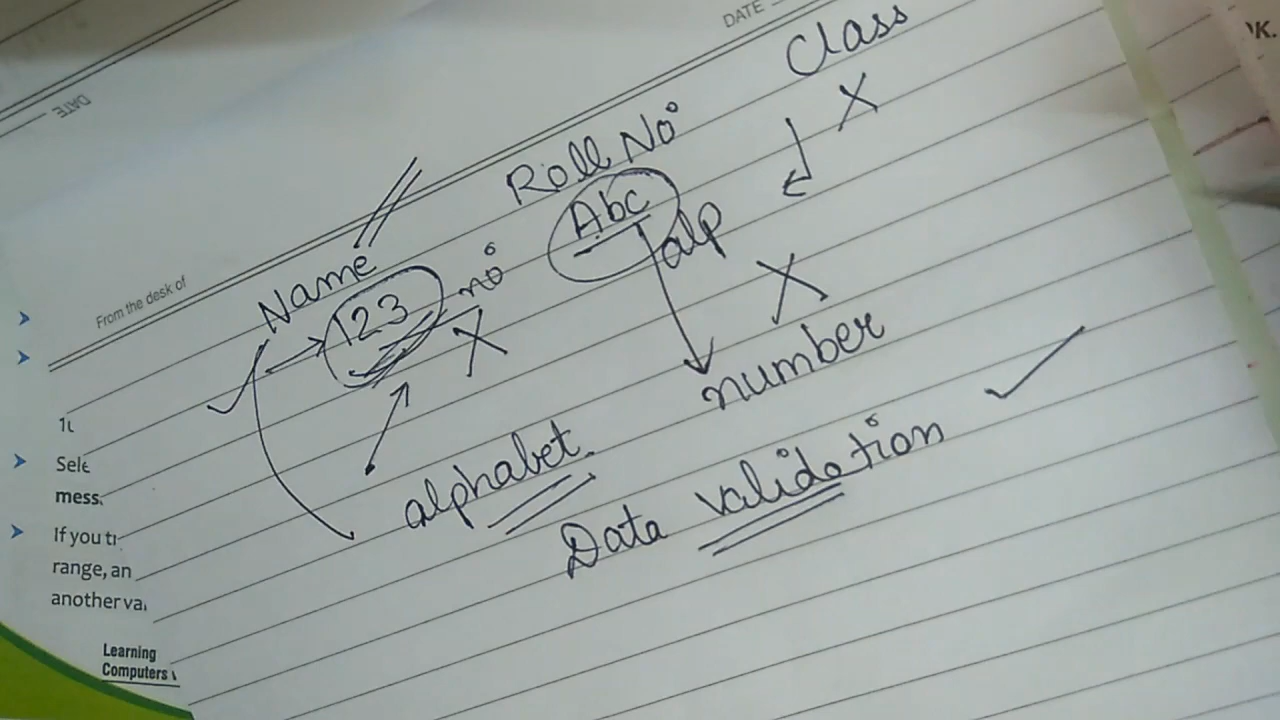 DATE
Class
X
DATE
Roll No
Abc
alp
X
From the desk of
Name
123
no
X
number
alphabet.
Data validation
K.
Sele
mess.
If you tr
range, an
another va
Learning
Computers